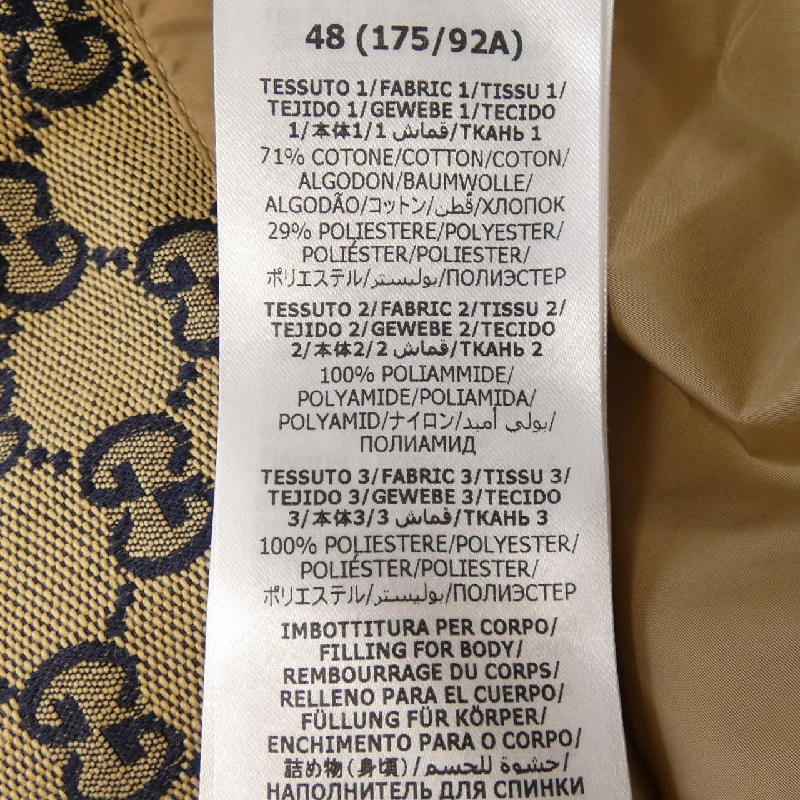 48 (175/92A)
TESSUTO 1/FABRIC 1/TISSU 1/
TEJIDO 1/GEWEBE 1/TECIDO
1/本体1/1 قماش/ТКАНЬ 1
71% COTONE/COTTON/COTON/
ALGODON/BAUMWOLLE/
ALGODÃO/コットン/قطن/ХЛОПОК
29% POLIESTERE/POLYESTER/
POLIÉSTER/POLIESTER/
ポリエステル/بوليستر/ПОЛИЭСТЕР
TESSUTO 2/FABRIC 2/TISSU 2/
TEJIDO 2/GEWEBE 2/TECIDO
2/本体2/2 قماش/ТКАНЬ 2
100% POLIAMMIDE/
POLYAMIDE/POLIAMIDA/
POLYAMID/ナイロン/بولي أميد/
ПОЛИАМИД
TESSUTO 3/FABRIC 3/TISSU 3/
TEJIDO 3/GEWEBE 3/TECIDO
3/本体3/3 قماش/ТКАНЬ 3
100% POLIESTERE/POLYESTER/
POLIÉSTER/POLIESTER/
ポリエステル/بوليستر/ПОЛИЭСТЕР
IMBOTTITURA PER CORPO/
FILLING FOR BODY/
REMBOURRAGE DU CORPS/
RELLENO PARA EL CUERPO/
FÜLLUNG FÜR KÖRPER/
ENCHIMENTO PARA O CORPO/
詰め物(身頃)/حشوة للجسم/
НАПОЛНИТЕЛЬ ДЛЯ СПИНКИ